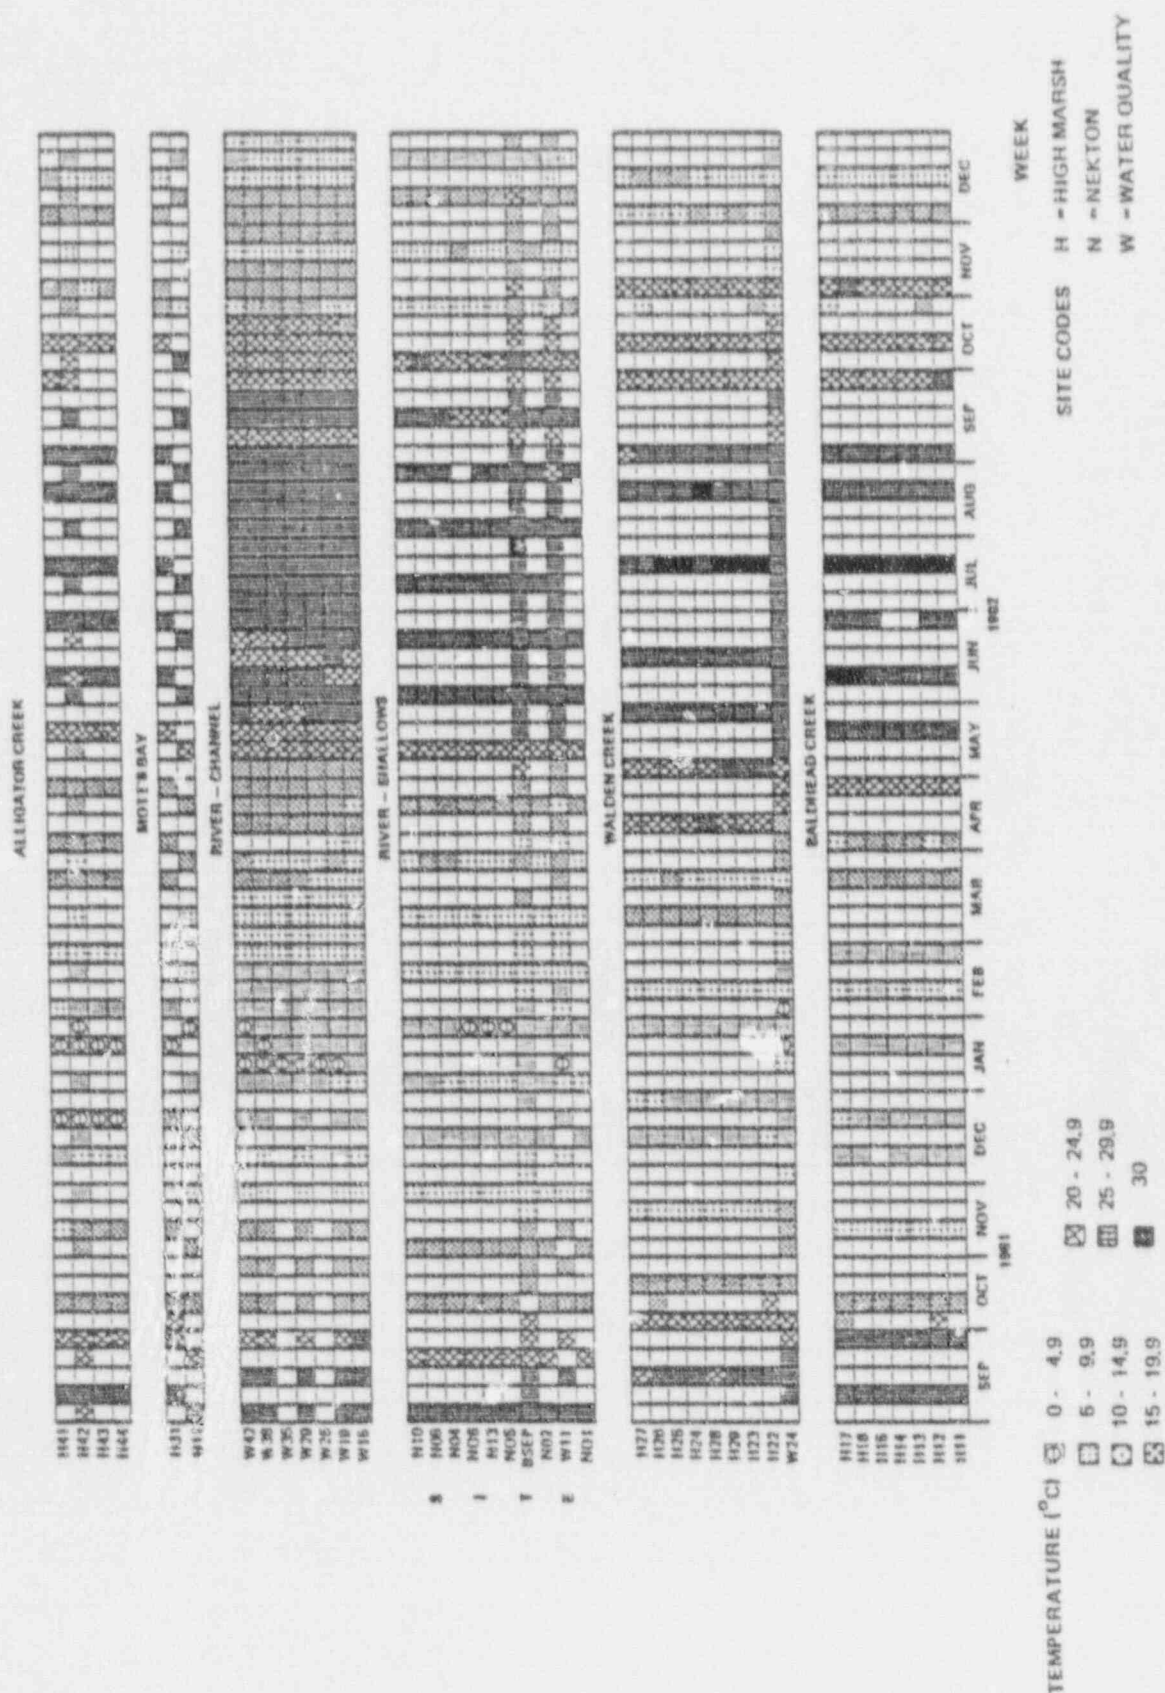 ALLIGATOR CREEK
H41
H42
H43
H44
MOTT'S BAY
H31
RIVER – CHANNEL
W42
W38
W35
W29
W25
W19
W16
RIVER – SHALLOWS
N10
N06
N04
N08
N13
N05
BSEP
N02
W11
N01
S
I
T
E
WALDEN CREEK
H27
H26
H25
H24
H28
H29
H23
H22
W24
BALDHEAD CREEK
H17
H18
H16
H14
H13
H12
H11
SEP OCT NOV DEC JAN FEB MAR APR MAY JUN JUL AUG SEP OCT NOV DEC
1981 1982
WEEK
TEMPERATURE (°C)
0 - 4.9
5 - 9.9
10 - 14.9
15 - 19.9
20 - 24.9
25 - 29.9
30
SITE CODES H - HIGH MARSH
N - NEKTON
W - WATER QUALITY